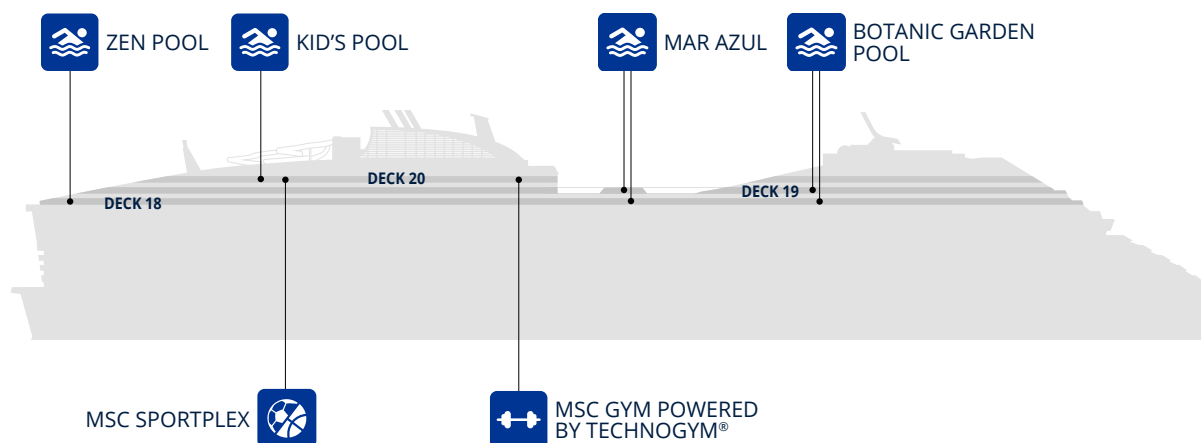 ZEN POOL
KID’S POOL
MAR AZUL
BOTANIC GARDEN
POOL
DECK 20
DECK 19
DECK 18
MSC SPORTPLEX
MSC GYM POWERED
BY TECHNOGYM®